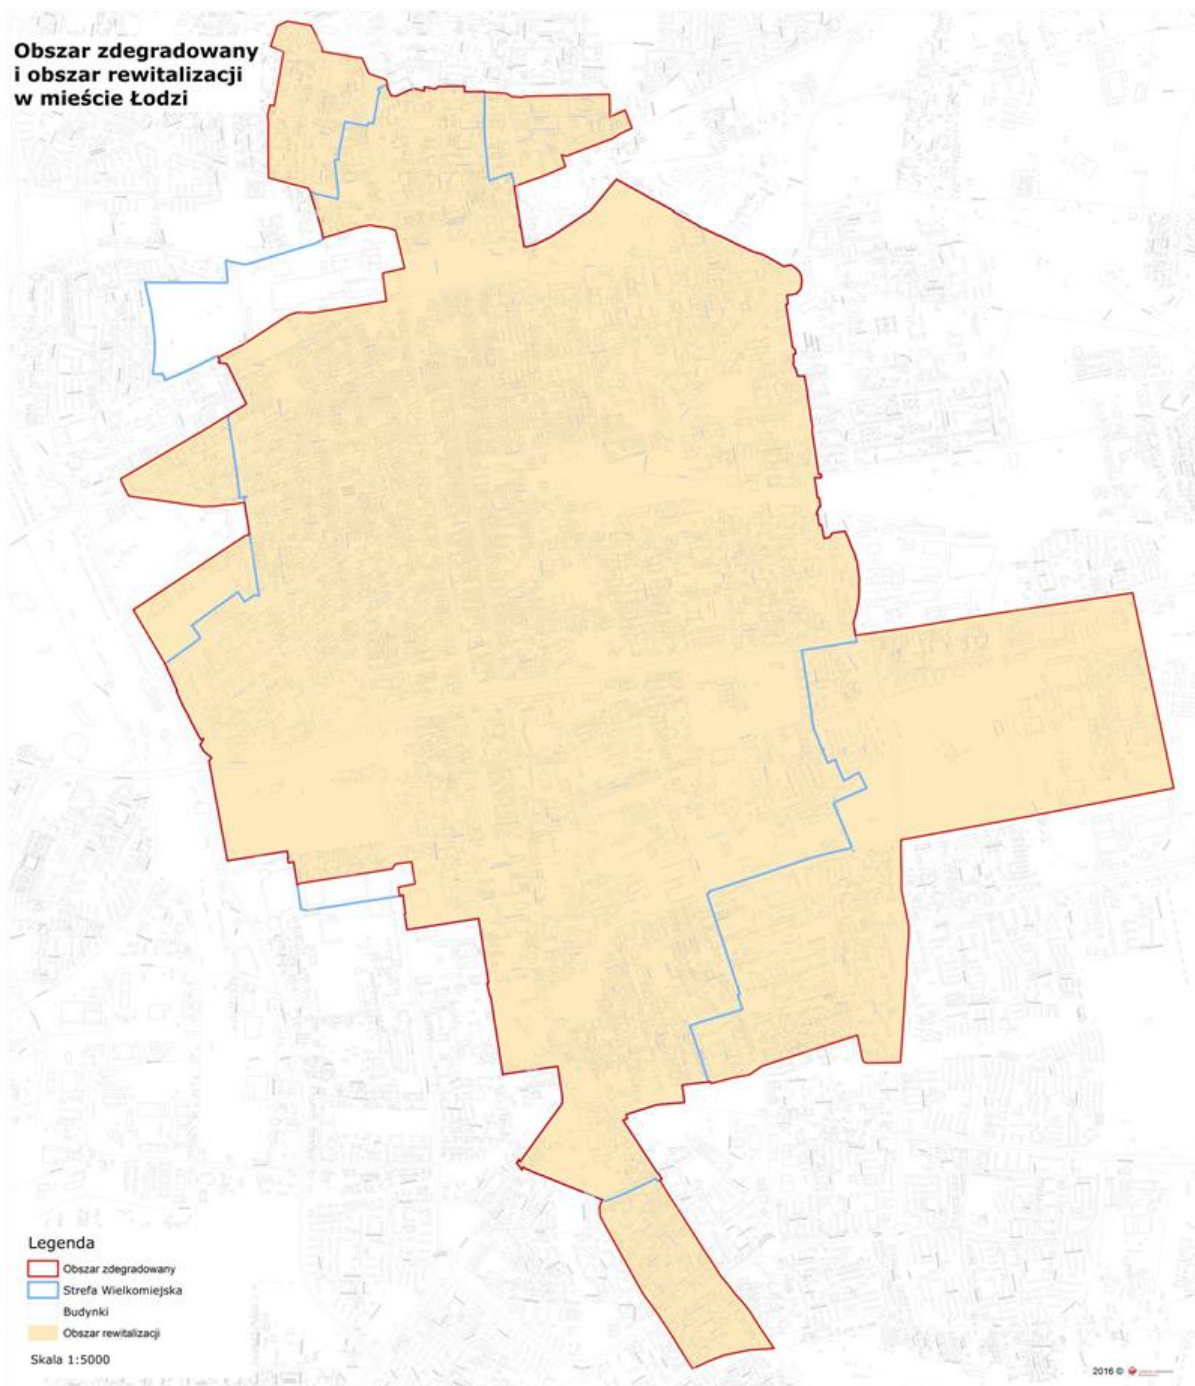 Obszar zdegradowany
i obszar rewitalizacji
w mieście Łodzi
Legenda
Obszar zdegradowany
Strefa Wielkomiejska
Budynki
Obszar rewitalizacji
Skala 1:5000
2016 ©